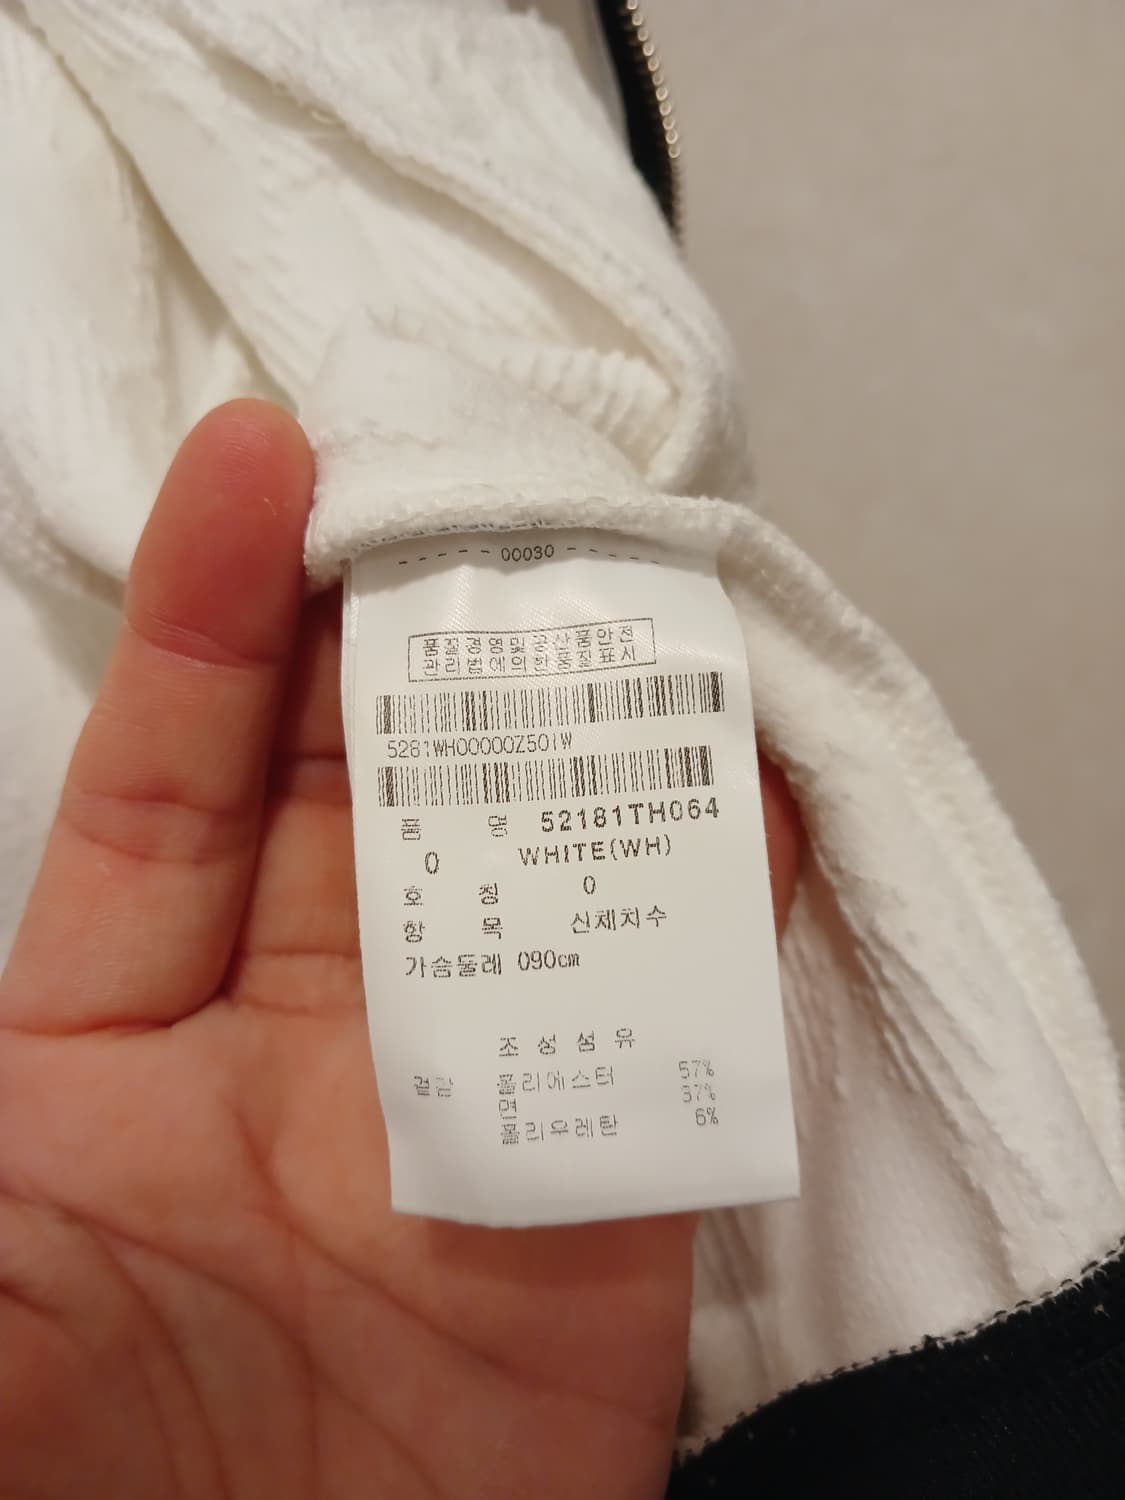 - - - - - 00030 - - - - -
품질경영및공산품안전
관리법에의한품질표시
5281WH00000Z501W
품 명 52181TH064
0 WHITE(WH)
호 칭 0
항 목 신체치수
가슴둘레 090cm
조 성 섬 유
겉감 폴리에스터 57%
면 37%
폴리우레탄 6%